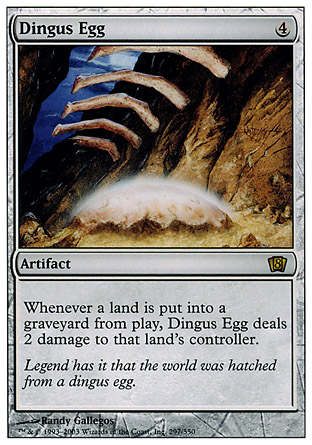 Dingus Egg 4
Artifact 8
Whenever a land is put into a
graveyard from play, Dingus Egg deals
2 damage to that land's controller.
Legend has it that the world was hatched
from a dingus egg.
Randy Gallegos
™ & © 1993–2003 Wizards of the Coast, Inc. 297/350